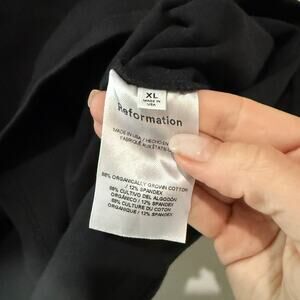 XL
MADE IN
USA
Reformation
MADE IN USA / HECHO EN
FABRIQUÉ AUX ÉTATS
88% ORGANICALLY GROWN COTTON
/ 12% SPANDEX
88% CULTIVO DEL ALGODÓN
ORGÁNICO / 12% SPANDEX
88% CULTURE DU COTON
ORGANIQUE / 12% SPANDEX